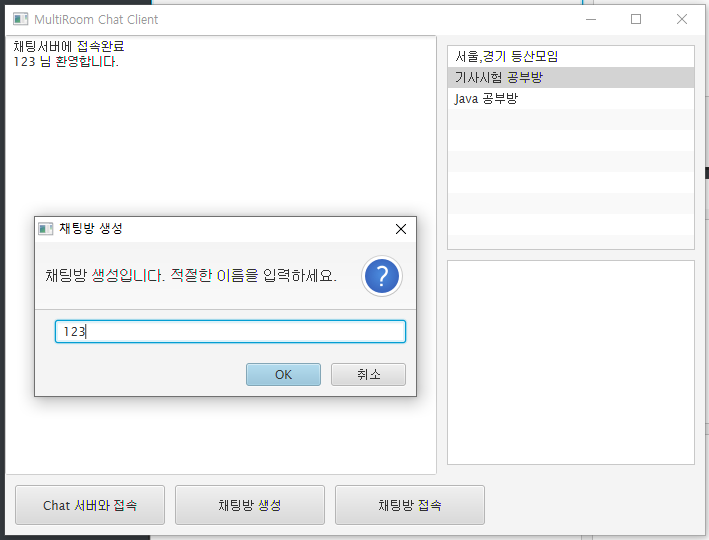 MultiRoom Chat Client
채팅서버에 접속완료
123 님 환영합니다.
서울,경기 등산모임
기사시험 공부방
Java 공부방
채팅방 생성
채팅방 생성입니다. 적절한 이름을 입력하세요.
?
123
OK
취소
Chat 서버와 접속
채팅방 생성
채팅방 접속